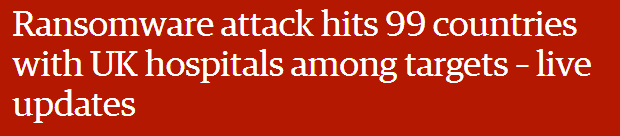 Ransomware attack hits 99 countries
with UK hospitals among targets – live
updates